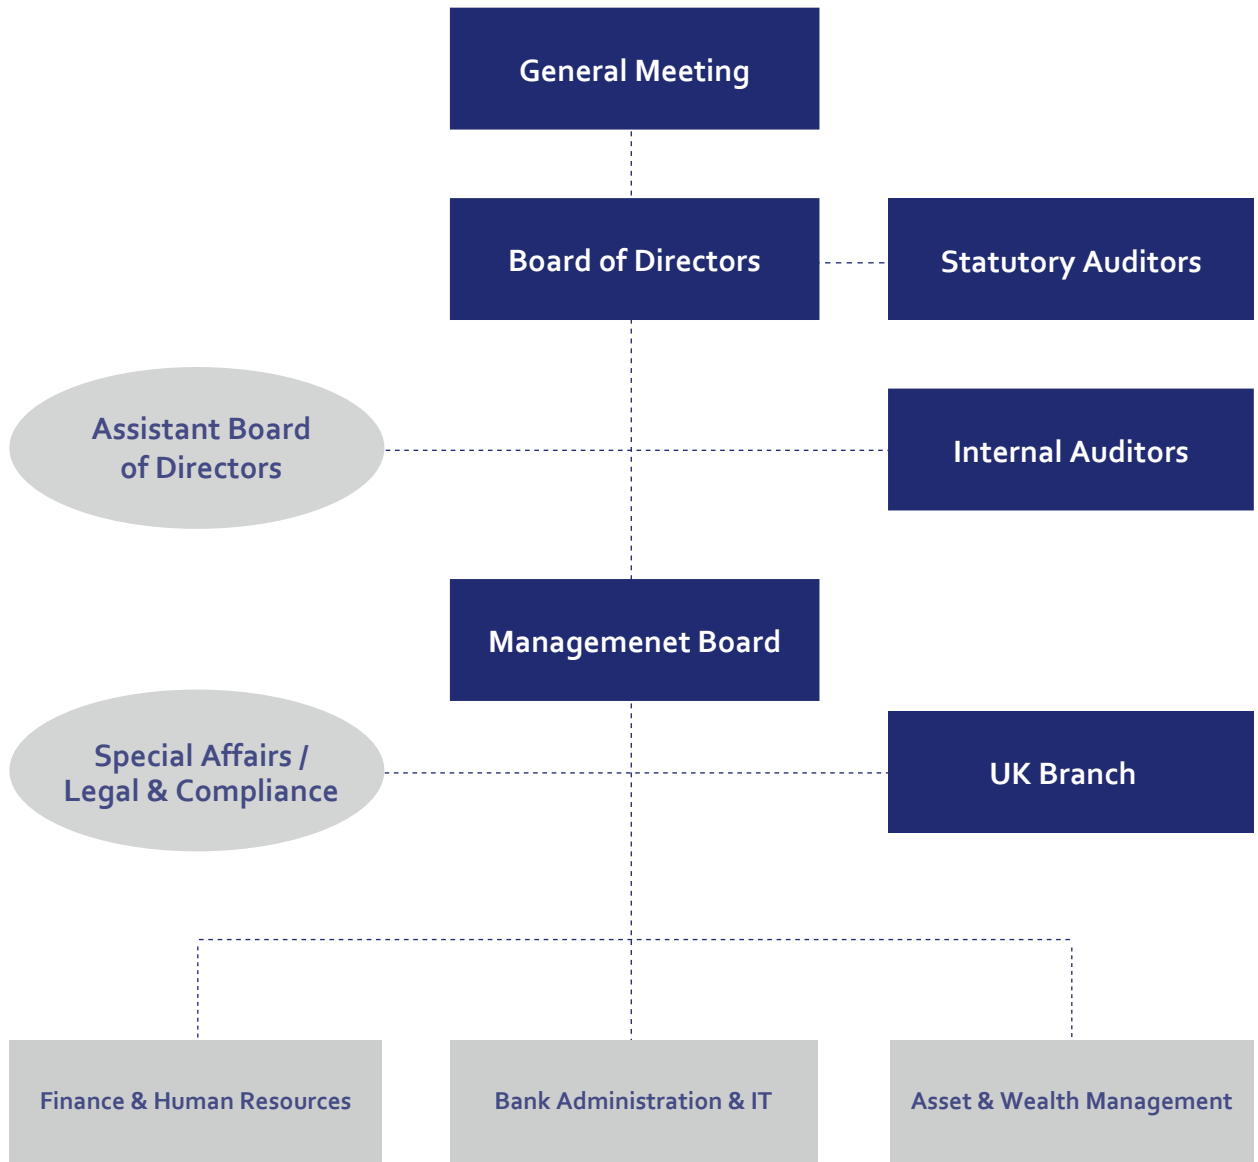 General Meeting
Board of Directors
Statutory Auditors
Assistant Board
of Directors
Internal Auditors
Managemenet Board
Special Affairs /
Legal & Compliance
UK Branch
Finance & Human Resources
Bank Administration & IT
Asset & Wealth Management